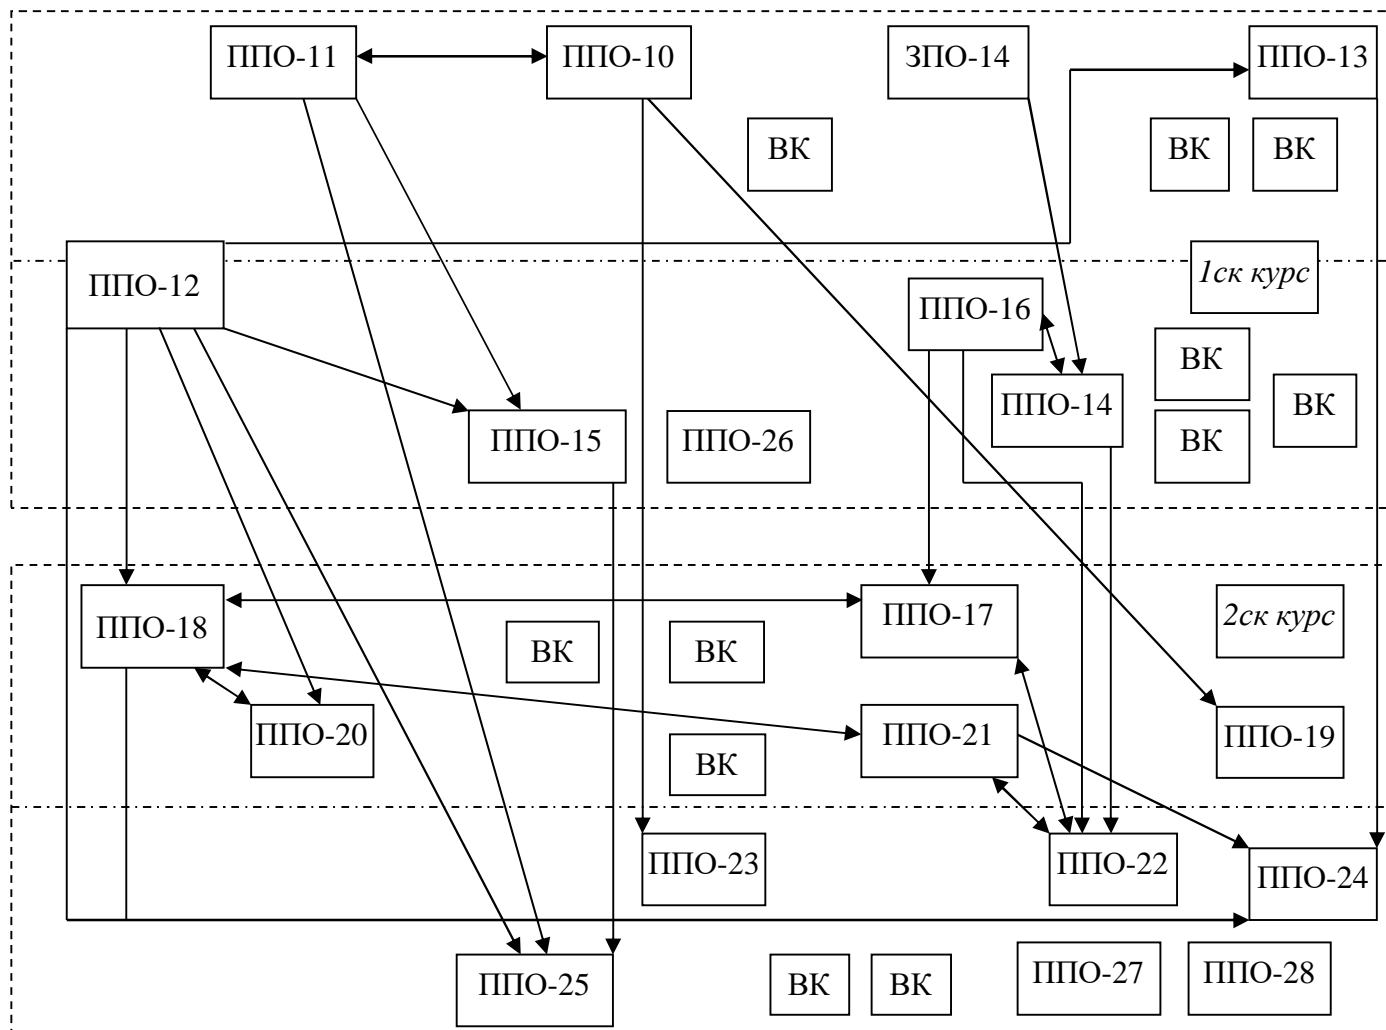 ППО-11
ППО-10
ЗПО-14
ППО-13
ВК
ВК
ВК
ППО-12
1ск курс
ППО-16
ВК
ППО-14
ВК
ППО-15
ППО-26
ВК
ППО-18
ППО-17
2ск курс
ВК
ВК
ППО-20
ППО-21
ППО-19
ВК
ППО-23
ППО-22
ППО-24
ППО-25
ВК
ВК
ППО-27
ППО-28